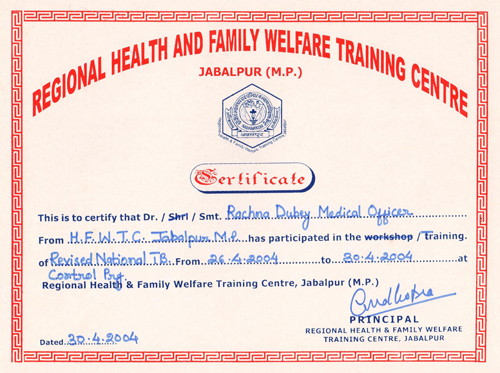 REGIONAL HEALTH AND FAMILY WELFARE TRAINING CENTRE
JABALPUR (M.P.)
Certificate
This is to certify that Dr. / Shri / Smt. Rachna Dubey Medical Officer
From H.F.W.T.C. Jabalpur M.P. has participated in the workshop / Training.
of Revised National TB From 26.4.2004 to 30.4.2004 at
Control Prg.
Regional Health & Family Welfare Training Centre, Jabalpur (M.P.)
PRINCIPAL
REGIONAL HEALTH & FAMILY WELFARE
TRAINING CENTRE, JABALPUR
Dated 30.4.2004